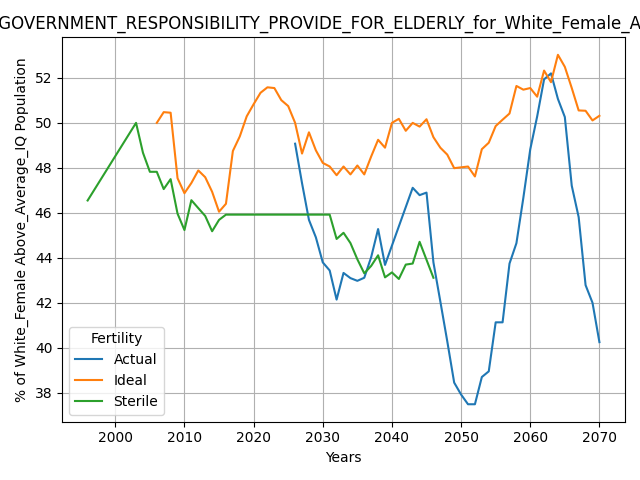 GOVERNMENT_RESPONSIBILITY_PROVIDE_FOR_ELDERLY_for_White_Female_A
% of White_Female Above_Average_IQ Population
52
50
48
46
44
42
40
38
Fertility
Actual
Ideal
Sterile
2000 2010 2020 2030 2040 2050 2060 2070
Years